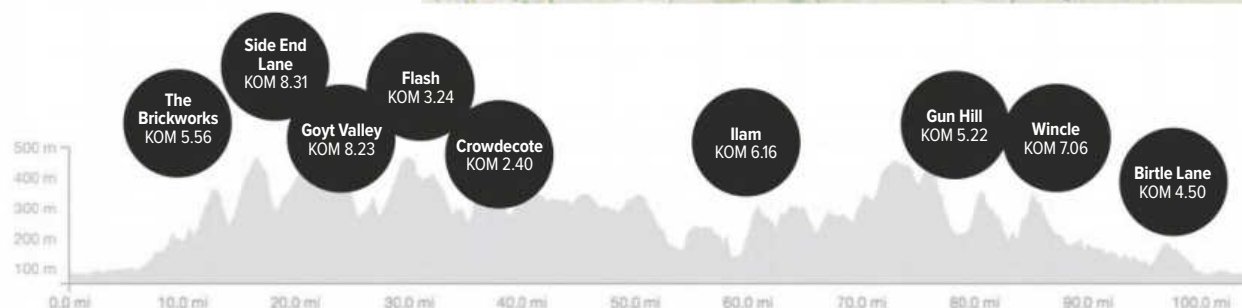 Side End
Lane
KOM 8.31
Flash
KOM 3.24
The
Brickworks
KOM 5.56
Goyt Valley
KOM 8.23
Crowdecote
KOM 2.40
Ilam
KOM 6.16
Gun Hill
KOM 5.22
Wincle
KOM 7.06
Birtle Lane
KOM 4.50
500 m
400 m
300 m
200 m
100 m
0.0 mi 10.0 mi 20.0 mi 30.0 mi 40.0 mi 50.0 mi 60.0 mi 70.0 mi 80.0 mi 90.0 mi 100.0 mi